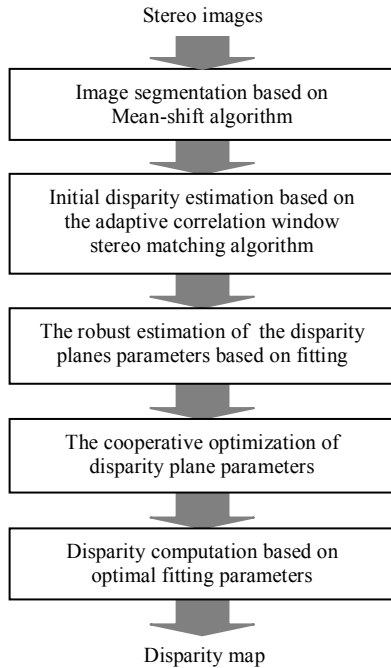 Stereo images
Image segmentation based on
Mean-shift algorithm
Initial disparity estimation based on
the adaptive correlation window
stereo matching algorithm
The robust estimation of the disparity
planes parameters based on fitting
The cooperative optimization of
disparity plane parameters
Disparity computation based on
optimal fitting parameters
Disparity map